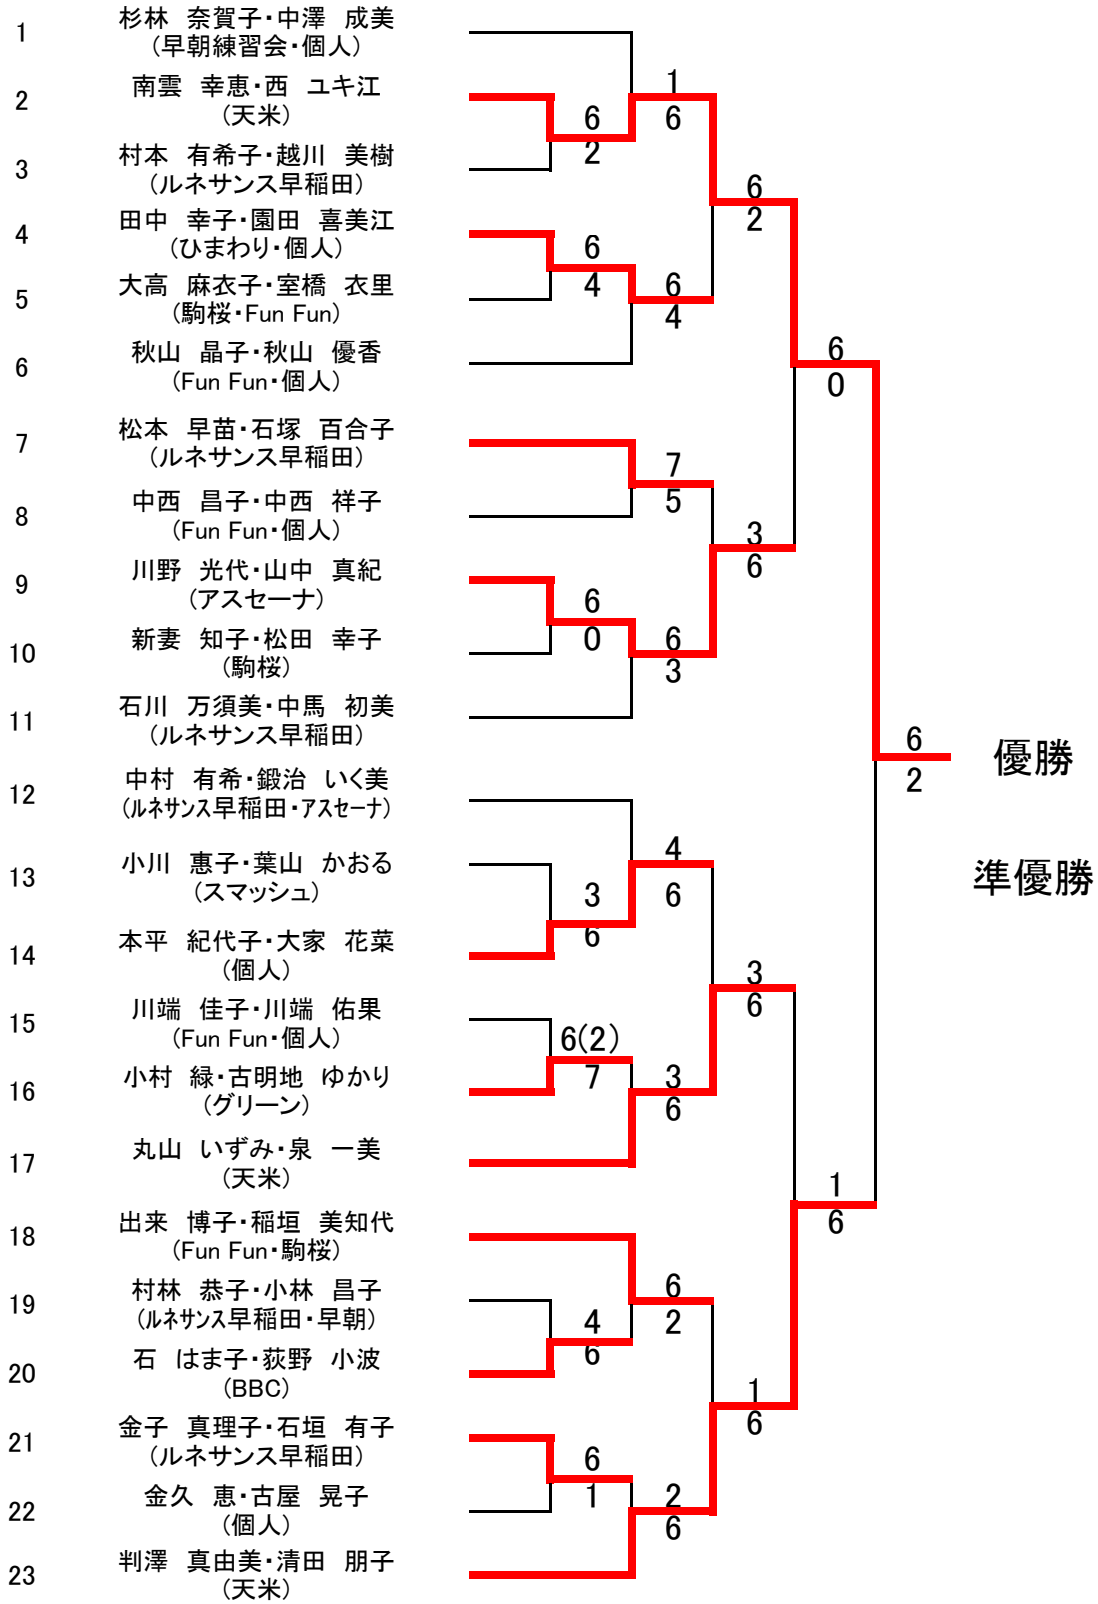 1
杉林　奈賀子・中澤　成美
(早朝練習会・個人)
2
南雲　幸恵・西　ユキ江
(天米)
3
村本　有希子・越川　美樹
(ルネサンス早稲田)
4
田中　幸子・園田　喜美江
(ひまわり・個人)
5
大高　麻衣子・室橋　衣里
(駒桜・Fun Fun)
6
秋山　晶子・秋山　優香
(Fun Fun・個人)
7
松本　早苗・石塚　百合子
(ルネサンス早稲田)
8
中西　昌子・中西　祥子
(Fun Fun・個人)
9
川野　光代・山中　真紀
(アスセーナ)
10
新妻　知子・松田　幸子
(駒桜)
11
石川　万須美・中馬　初美
(ルネサンス早稲田)
12
中村　有希・鍛治　いく美
(ルネサンス早稲田・アスセーナ)
13
小川　惠子・葉山　かおる
(スマッシュ)
14
本平　紀代子・大家　花菜
(個人)
15
川端　佳子・川端　佑果
(Fun Fun・個人)
16
小村　緑・古明地　ゆかり
(グリーン)
17
丸山　いずみ・泉　一美
(天米)
18
出来　博子・稲垣　美知代
(Fun Fun・駒桜)
19
村林　恭子・小林　昌子
(ルネサンス早稲田・早朝)
20
石　はま子・荻野　小波
(BBC)
21
金子　真理子・石垣　有子
(ルネサンス早稲田)
22
金久　恵・古屋　晃子
(個人)
23
判澤　真由美・清田　朋子
(天米)
6
2
6
4
6
0
3
6
6(2)
7
4
6
6
1
1
6
6
4
7
5
6
3
4
6
3
6
6
2
2
6
6
2
3
6
3
6
1
6
6
0
1
6
6
2
優勝
準優勝